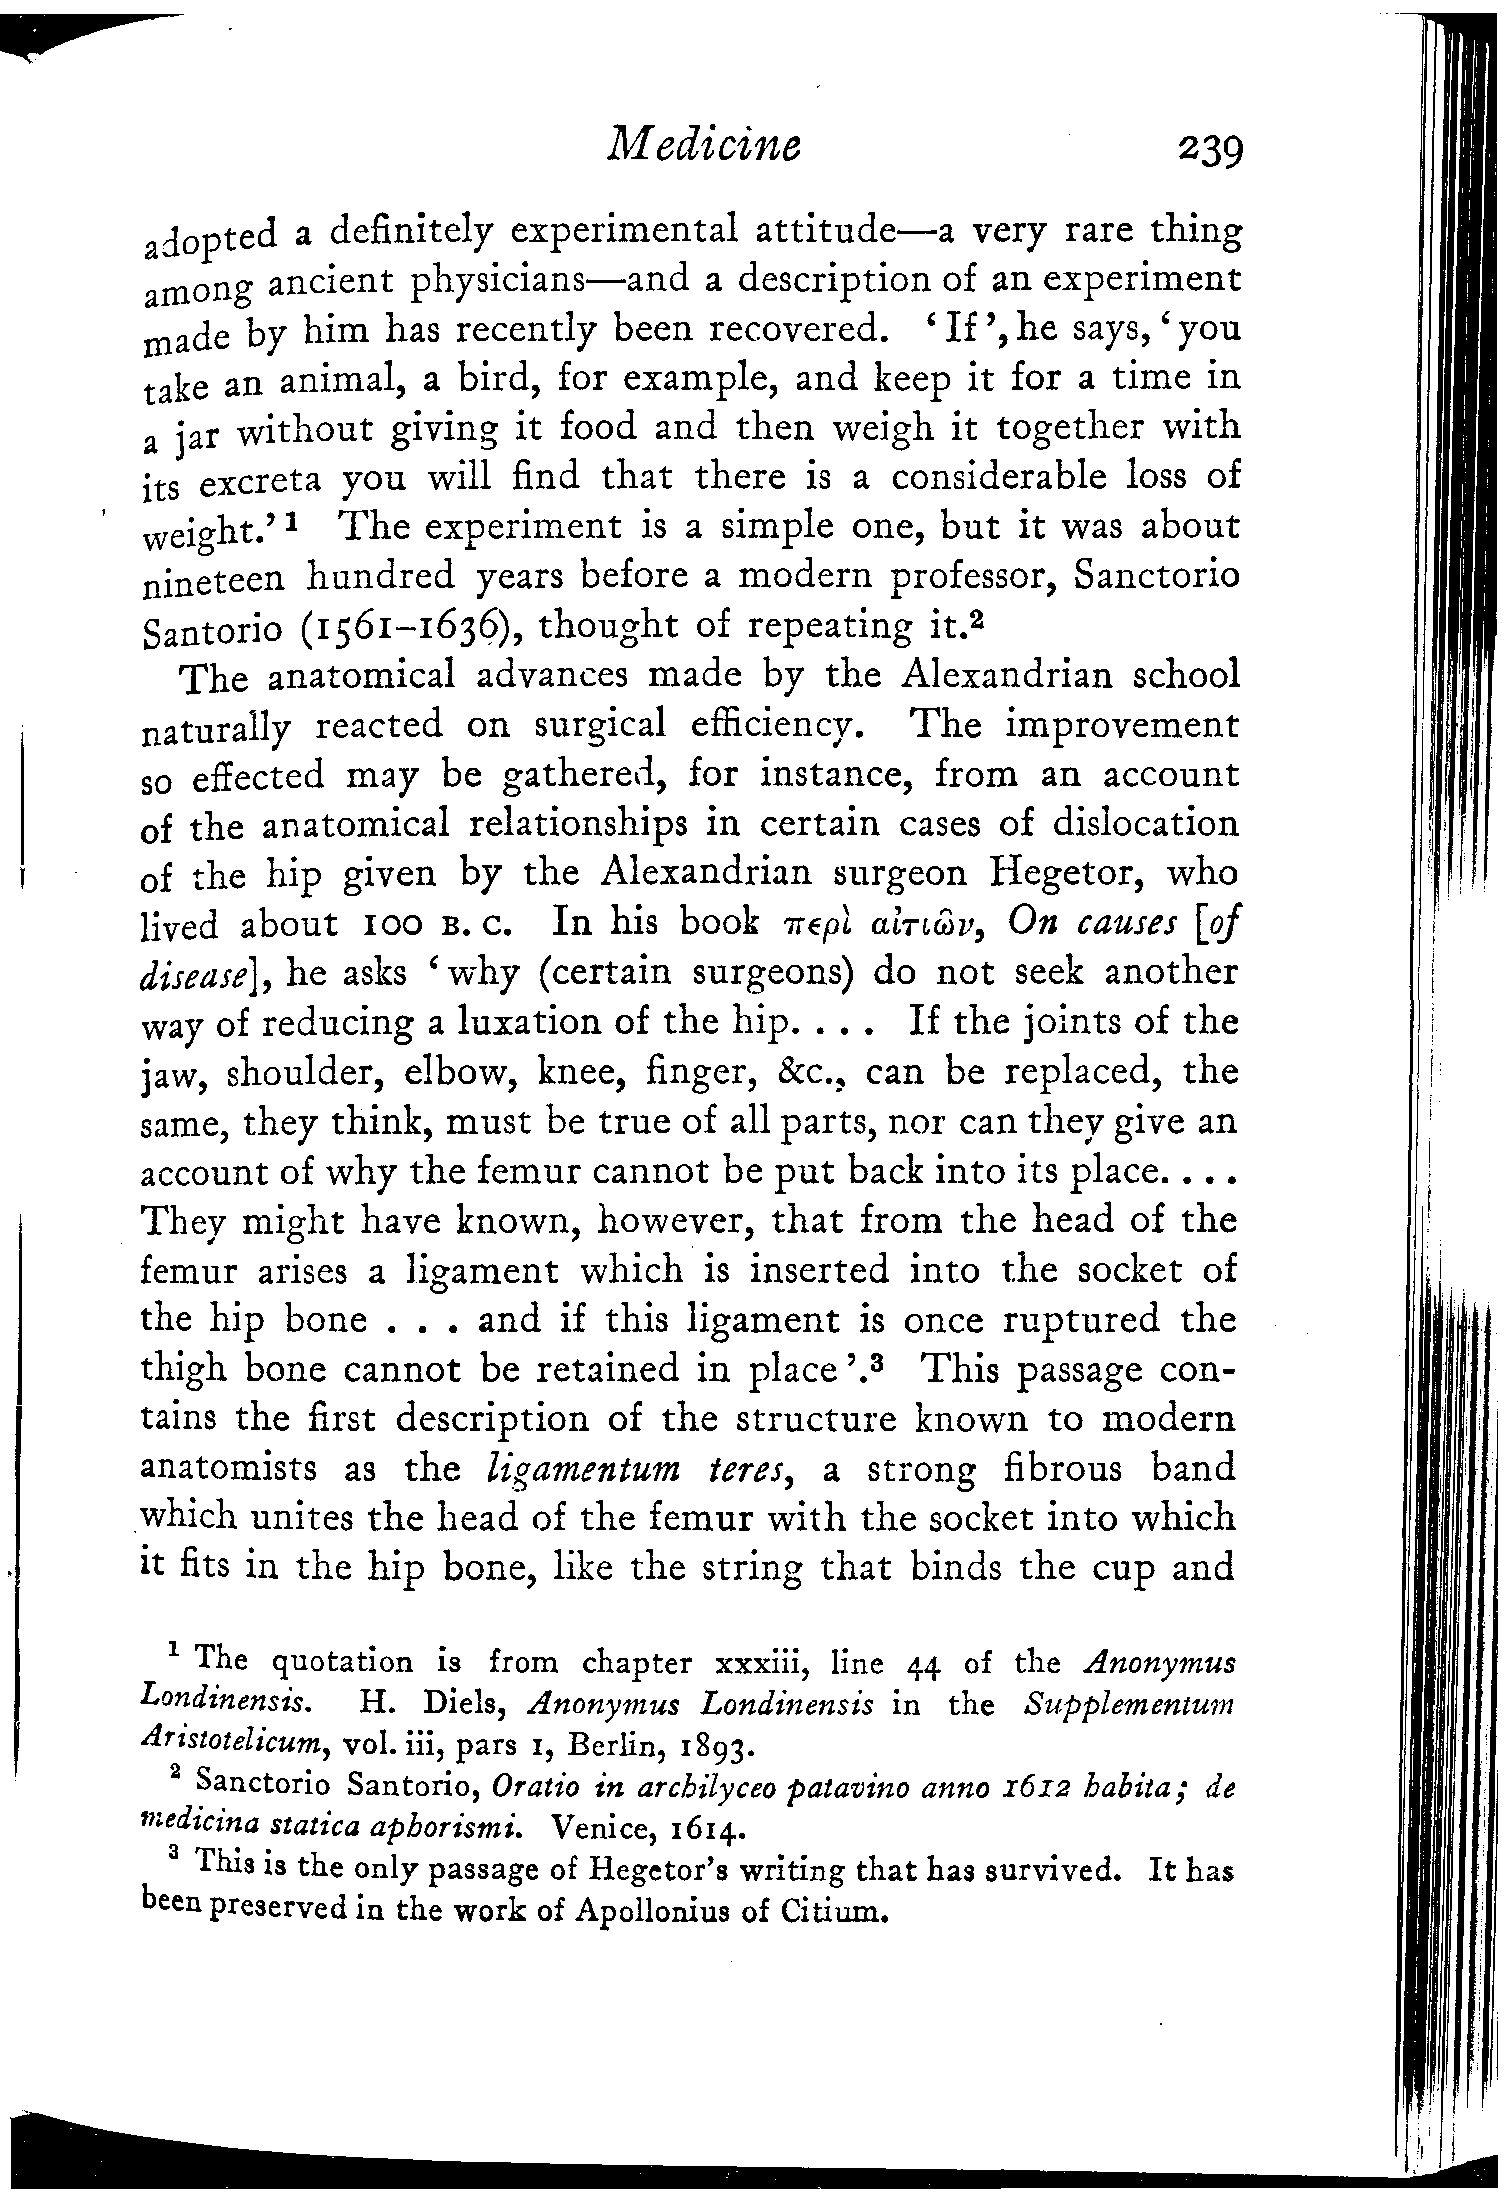 Medicine 239
adopted a definitely experimental attitude—a very rare thing
among ancient physicians—and a description of an experiment
made by him has recently been recovered. ‘ If ’, he says, ‘ you
take an animal, a bird, for example, and keep it for a time in
a jar without giving it food and then weigh it together with
its excreta you will find that there is a considerable loss of
weight.’ ¹ The experiment is a simple one, but it was about
nineteen hundred years before a modern professor, Sanctorio
Santorio (1561–1636), thought of repeating it.²
The anatomical advances made by the Alexandrian school
naturally reacted on surgical efficiency. The improvement
so effected may be gathered, for instance, from an account
of the anatomical relationships in certain cases of dislocation
of the hip given by the Alexandrian surgeon Hegetor, who
lived about 100 B. C. In his book περὶ αἰτιῶν, On causes [of
disease], he asks ‘ why (certain surgeons) do not seek another
way of reducing a luxation of the hip. . . . If the joints of the
jaw, shoulder, elbow, knee, finger, &c., can be replaced, the
same, they think, must be true of all parts, nor can they give an
account of why the femur cannot be put back into its place. . . .
They might have known, however, that from the head of the
femur arises a ligament which is inserted into the socket of
the hip bone . . . and if this ligament is once ruptured the
thigh bone cannot be retained in place ’.³ This passage con-
tains the first description of the structure known to modern
anatomists as the ligamentum teres, a strong fibrous band
which unites the head of the femur with the socket into which
it fits in the hip bone, like the string that binds the cup and
¹ The quotation is from chapter xxxiii, line 44 of the Anonymus
Londinensis. H. Diels, Anonymus Londinensis in the Supplementum
Aristotelicum, vol. iii, pars 1, Berlin, 1893.
² Sanctorio Santorio, Oratio in archilyceo patavino anno 1612 habita; de
medicina statica aphorismi. Venice, 1614.
³ This is the only passage of Hegetor’s writing that has survived. It has
been preserved in the work of Apollonius of Citium.